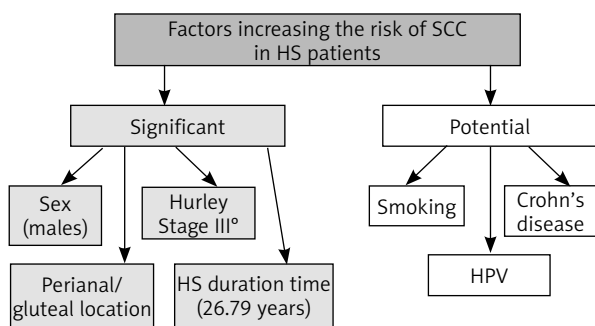 Factors increasing the risk of SCC
in HS patients
Significant
Potential
Sex
(males)
Hurley
Stage III°
Smoking
Crohn's
disease
Perianal/
gluteal location
HS duration time
(26.79 years)
HPV